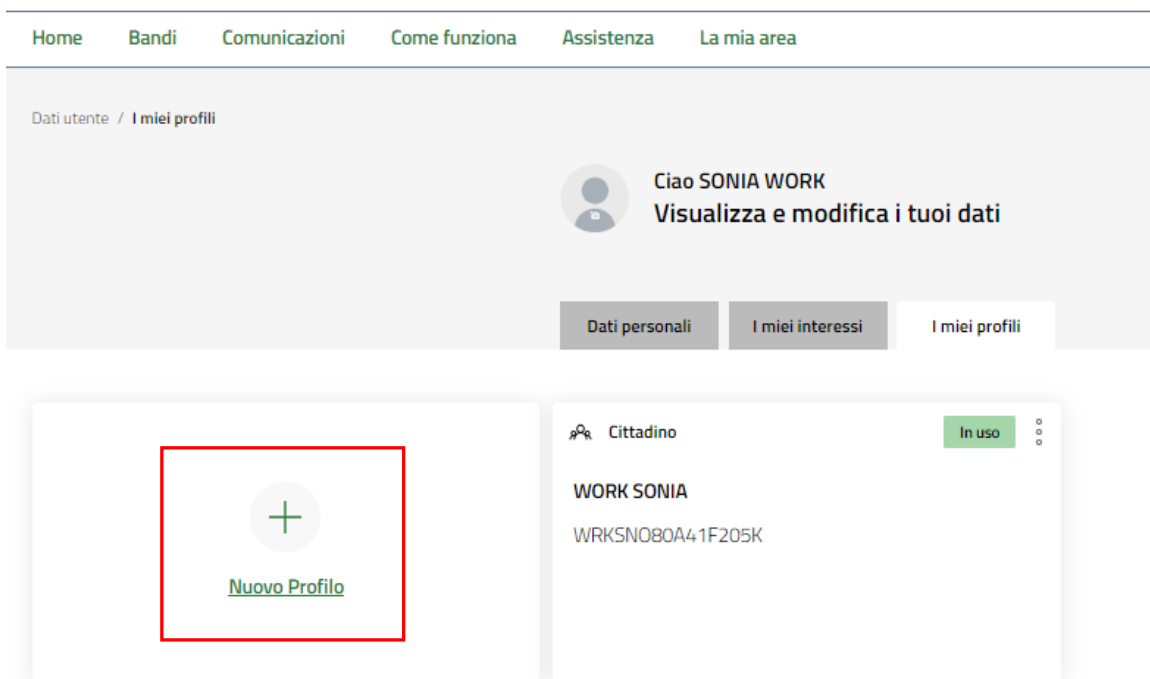 Home Bandi Comunicazioni Come funziona Assistenza La mia area
Dati utente / I miei profili
Ciao SONIA WORK
Visualizza e modifica i tuoi dati
Dati personali I miei interessi I miei profili
Nuovo Profilo
Cittadino In uso
WORK SONIA
WRKSNO80A41F205K